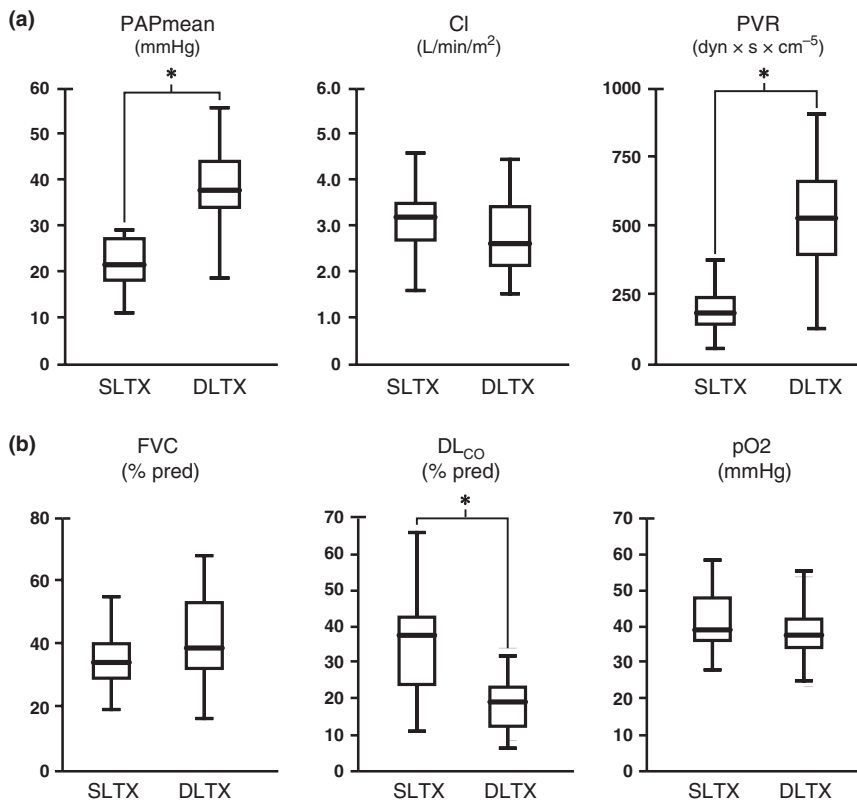 (a)
PAPmean
(mmHg)
*
60
50
40
30
20
10
0
SLTX DLTX
CI
(L/min/m²)
6.0
5.0
4.0
3.0
2.0
1.0
0
SLTX DLTX
PVR
(dyn × s × cm⁻⁵)
*
1000
750
500
250
0
SLTX DLTX
(b)
FVC
(% pred)
80
60
40
20
0
SLTX DLTX
DL_CO
(% pred)
*
70
60
50
40
30
20
10
0
SLTX DLTX
pO2
(mmHg)
70
60
50
40
30
20
10
0
SLTX DLTX